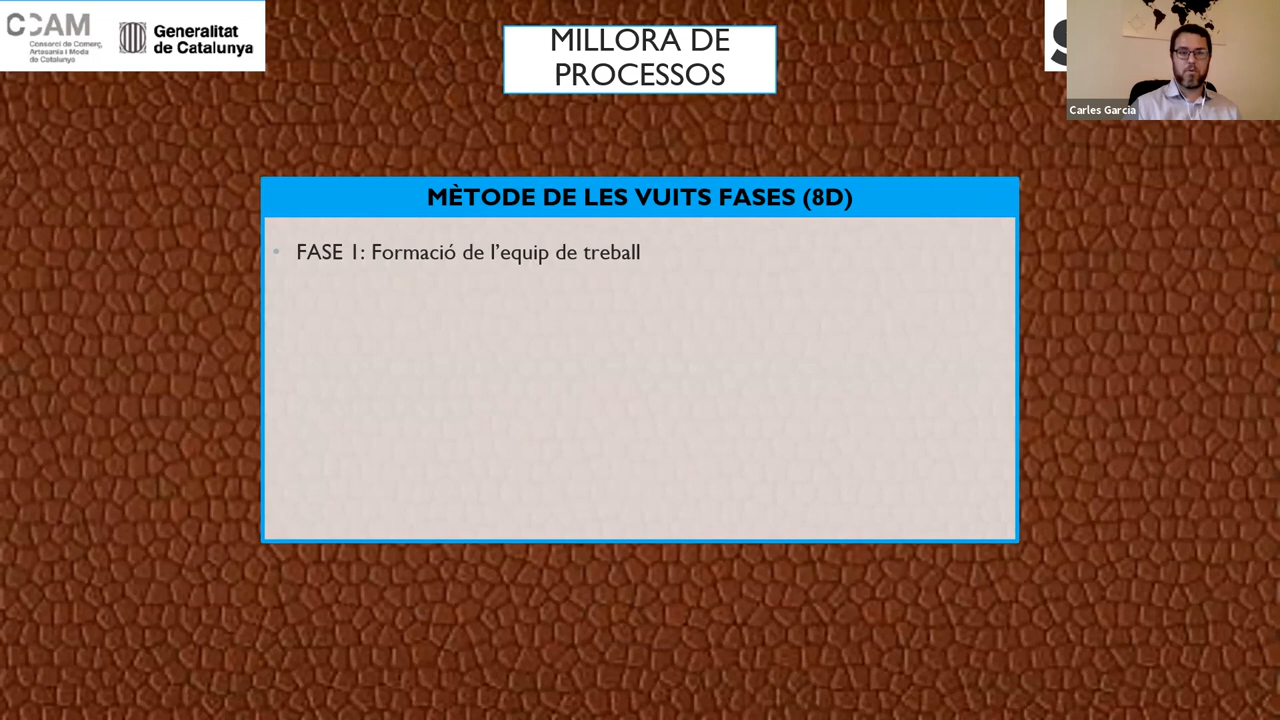 CCAM
Consorci de Comerç,
Artesania i Moda
de Catalunya
Generalitat
de Catalunya
MILLORA DE
PROCESSOS
Carles Garcia
MÈTODE DE LES VUITS FASES (8D)
• FASE 1: Formació de l’equip de treball